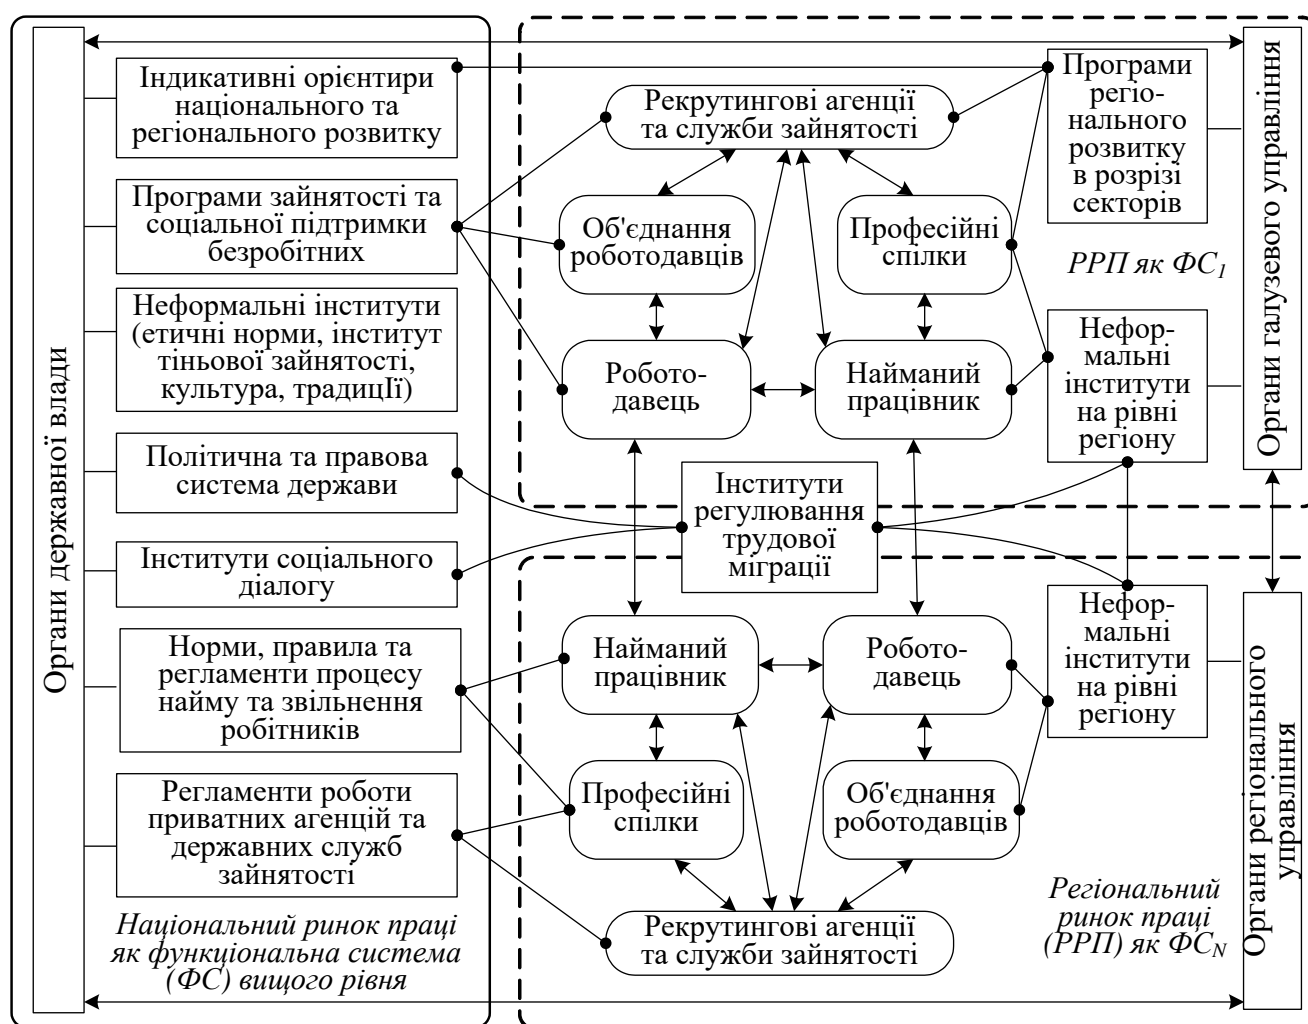 Органи державної влади
Індикативні орієнтири
національного та
регіонального розвитку
Програми зайнятості та
соціальної підтримки
безробітних
Неформальні інститути
(етичні норми, інститут
тіньової зайнятості,
культура, традицІї)
Політична та правова
система держави
Інститути соціального
діалогу
Норми, правила та
регламенти процесу
найму та звільнення
робітників
Регламенти роботи
приватних агенцій та
державних служб
зайнятості
Національний ринок праці
як функціональна система
(ФС) вищого рівня
Рекрутингові агенції
та служби зайнятості
Об'єднання
роботодавців
Професійні
спілки
Робото-
давець
Найманий
працівник
Програми
регіо-
нального
розвитку
в розрізі
секторів
РРП як ФС1
Нефор-
мальні
інститути
на рівні
регіону
Органи галузевого управління
Інститути
регулювання
трудової
міграції
Найманий
працівник
Робото-
давець
Професійні
спілки
Об'єднання
роботодавців
Рекрутингові агенції
та служби зайнятості
Нефор-
мальні
інститути
на рівні
регіону
Регіональний
ринок праці
(РРП) як ФСN
Органи регіонального
управління